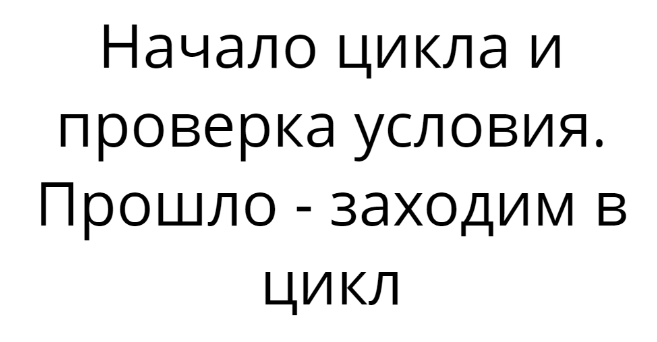 Начало цикла и
проверка условия.
Прошло - заходим в
цикл